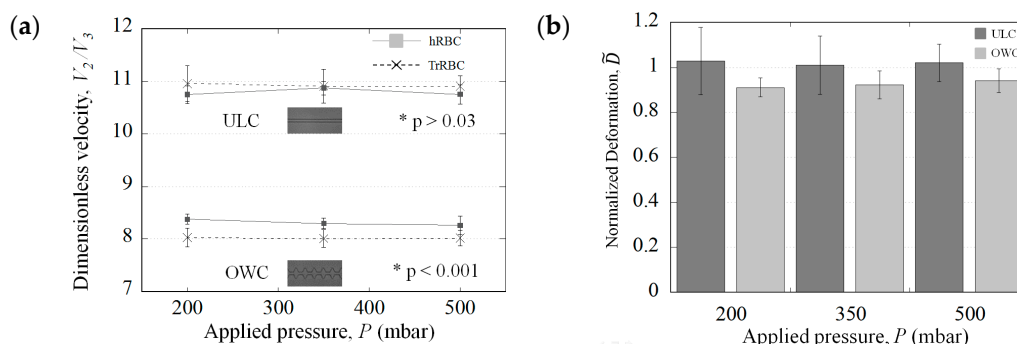 (a)
Dimensionless velocity, V2/V3
12
11
10
9
8
7
hRBC
TrRBC
ULC
* p > 0.03
OWC
* p < 0.001
200
300
400
500
Applied pressure, P (mbar)
(b)
Normalized Deformation, D̃
1.2
1
0.8
0.6
0.4
0.2
0
ULC
OWC
200
350
500
Applied pressure, P (mbar)